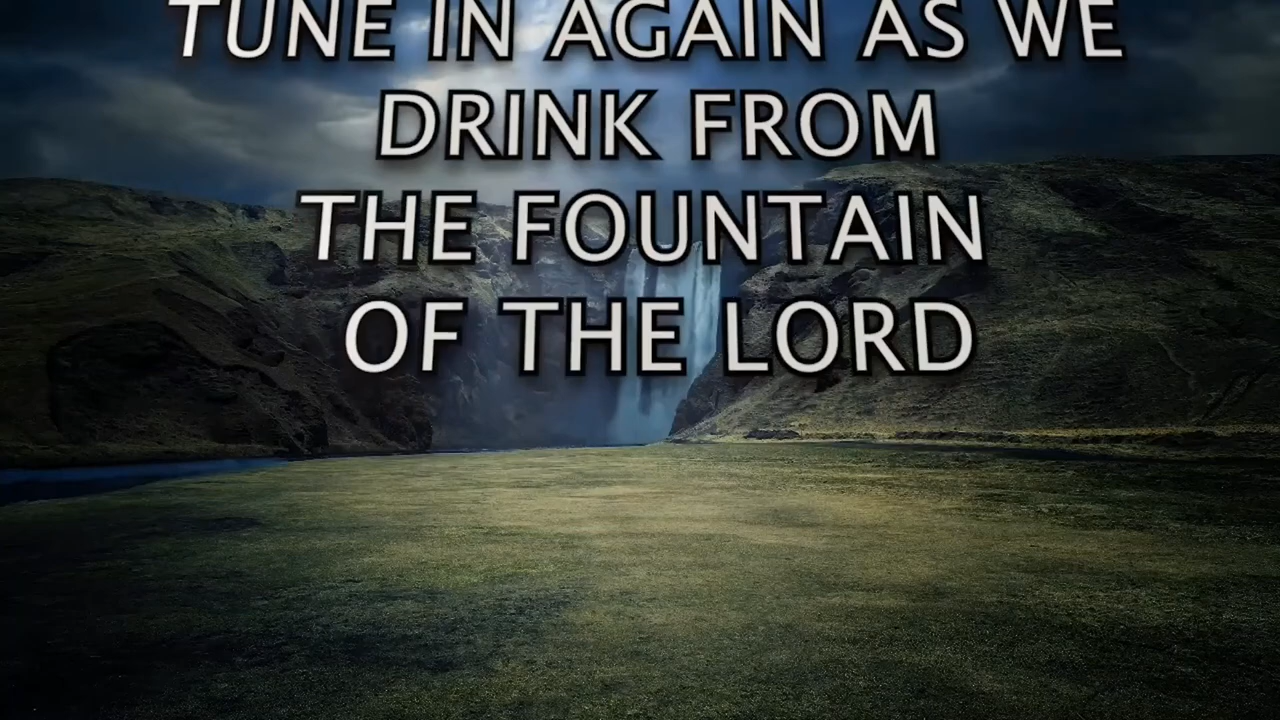 TUNE IN AGAIN AS WE
DRINK FROM
THE FOUNTAIN
OF THE LORD